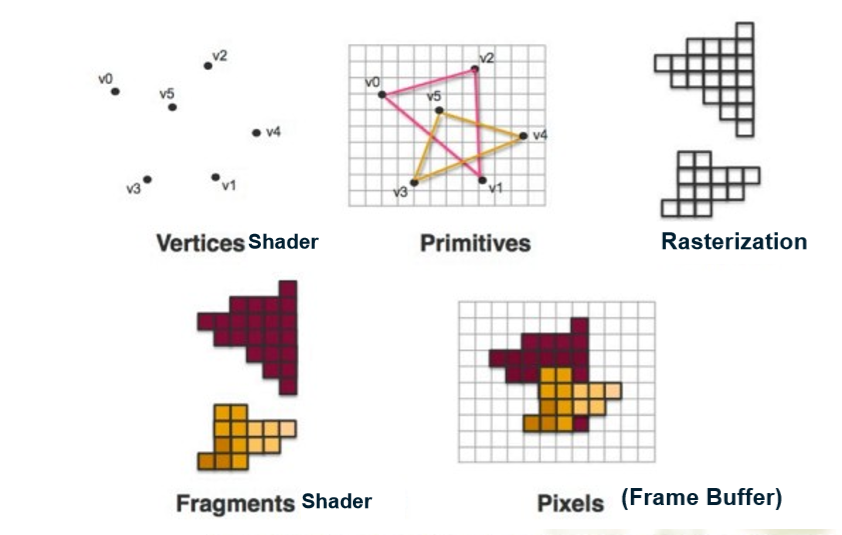 v0
v2
v5
v4
v3
v1
Vertices Shader
v0
v2
v5
v4
v3
v1
Primitives
Rasterization
Fragments Shader
Pixels (Frame Buffer)